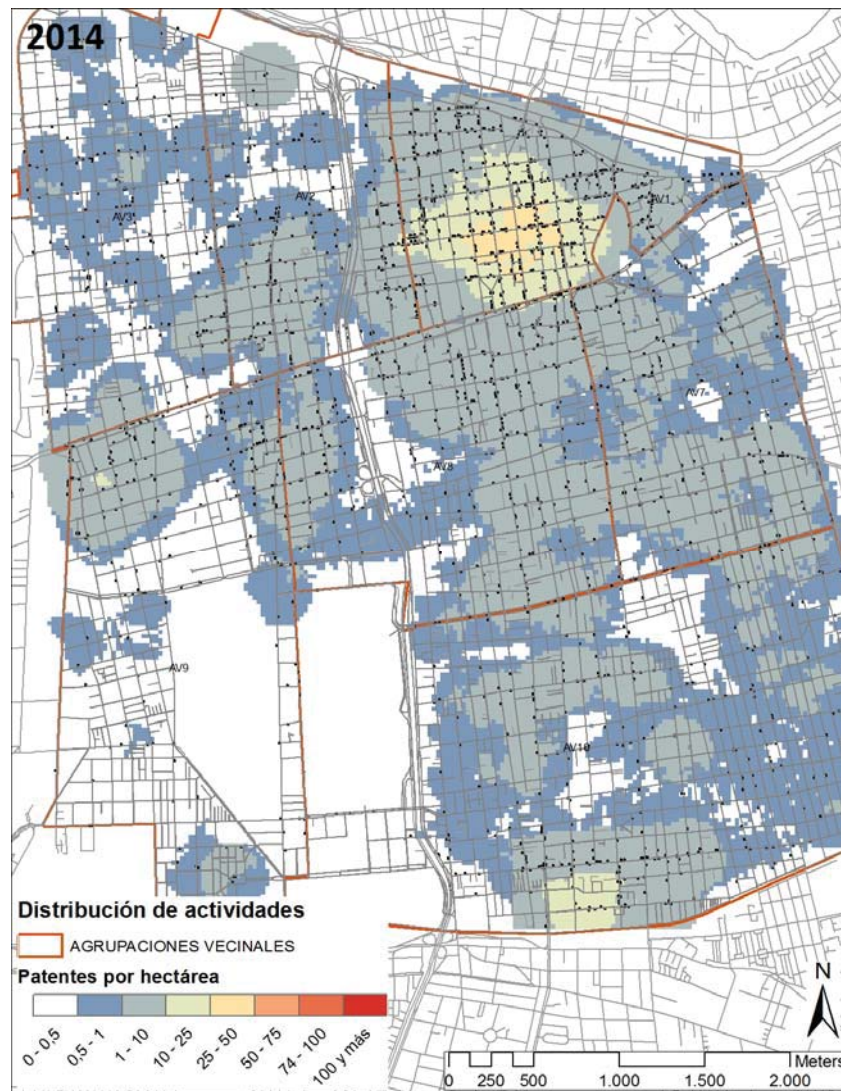 2014
AV1
AV2
AV3
AV7
AV8
AV9
AV10
Distribución de actividades
AGRUPACIONES VECINALES
Patentes por hectárea
0 - 0,5
0,5 - 1
1 - 10
10 - 25
25 - 50
50 - 75
74 - 100
100 y más
N
Meters
0 250 500 1.000 1.500 2.000